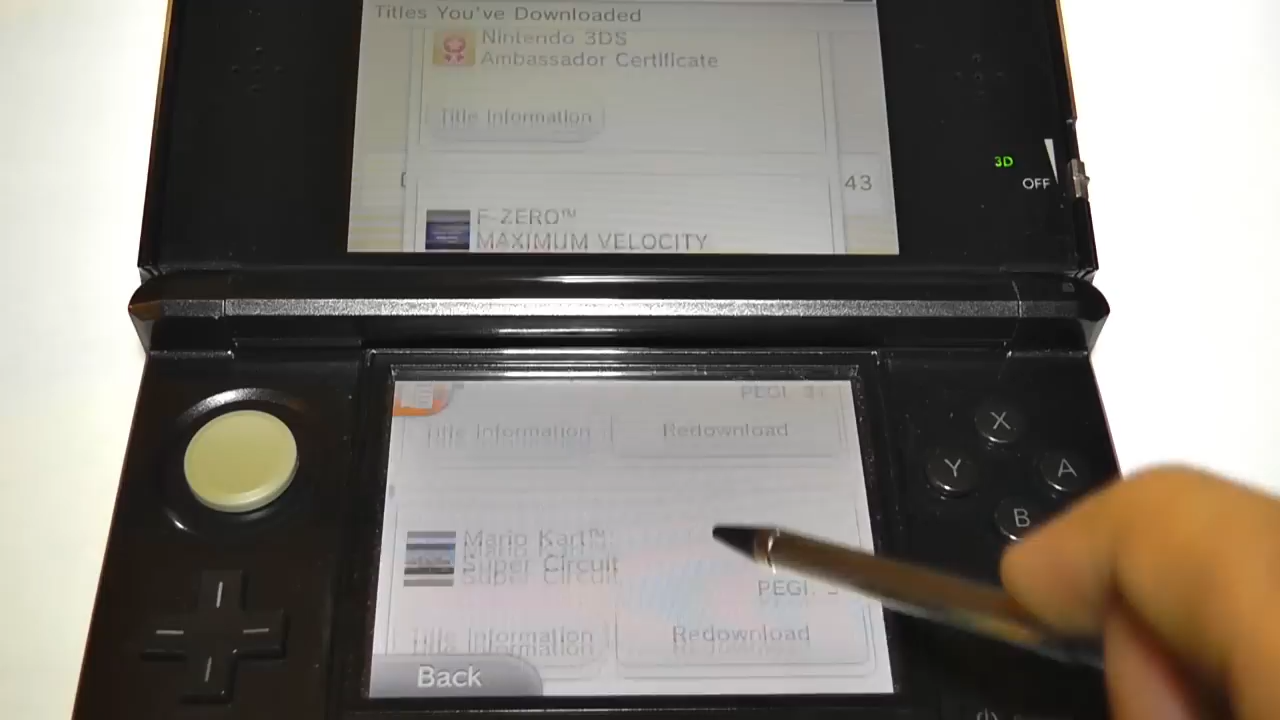 Titles You've Downloaded
Nintendo 3DS
Ambassador Certificate
Title Information
43
F-ZERO™
MAXIMUM VELOCITY
3D
OFF
PEGI:
Title Information
Redownload
Mario Kart™:
Super Circuit
PEGI:
Title Information
Redownload
Back
X
Y
A
B